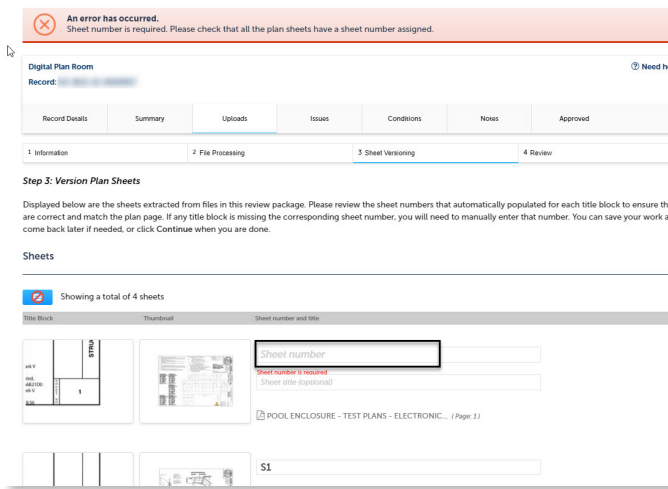 An error has occurred.
Sheet number is required. Please check that all the plan sheets have a sheet number assigned.
Digital Plan Room
Need h
Record:
Record Details
Summary
Uploads
Issues
Conditions
Notes
Approved
1 Information
2 File Processing
3 Sheet Versioning
4 Review
Step 3: Version Plan Sheets
Displayed below are the sheets extracted from files in this review package. Please review the sheet numbers that automatically populated for each title block to ensure th
are correct and match the plan page. If any title block is missing the corresponding sheet number, you will need to manually enter that number. You can save your work a
come back later if needed, or click Continue when you are done.
Sheets
Showing a total of 4 sheets
Title Block
Thumbnail
Sheet number and title
STRU
1
Sheet number
Sheet number is required
Sheet title (optional)
POOL ENCLOSURE - TEST PLANS - ELECTRONIC... (Page: 1)
S1